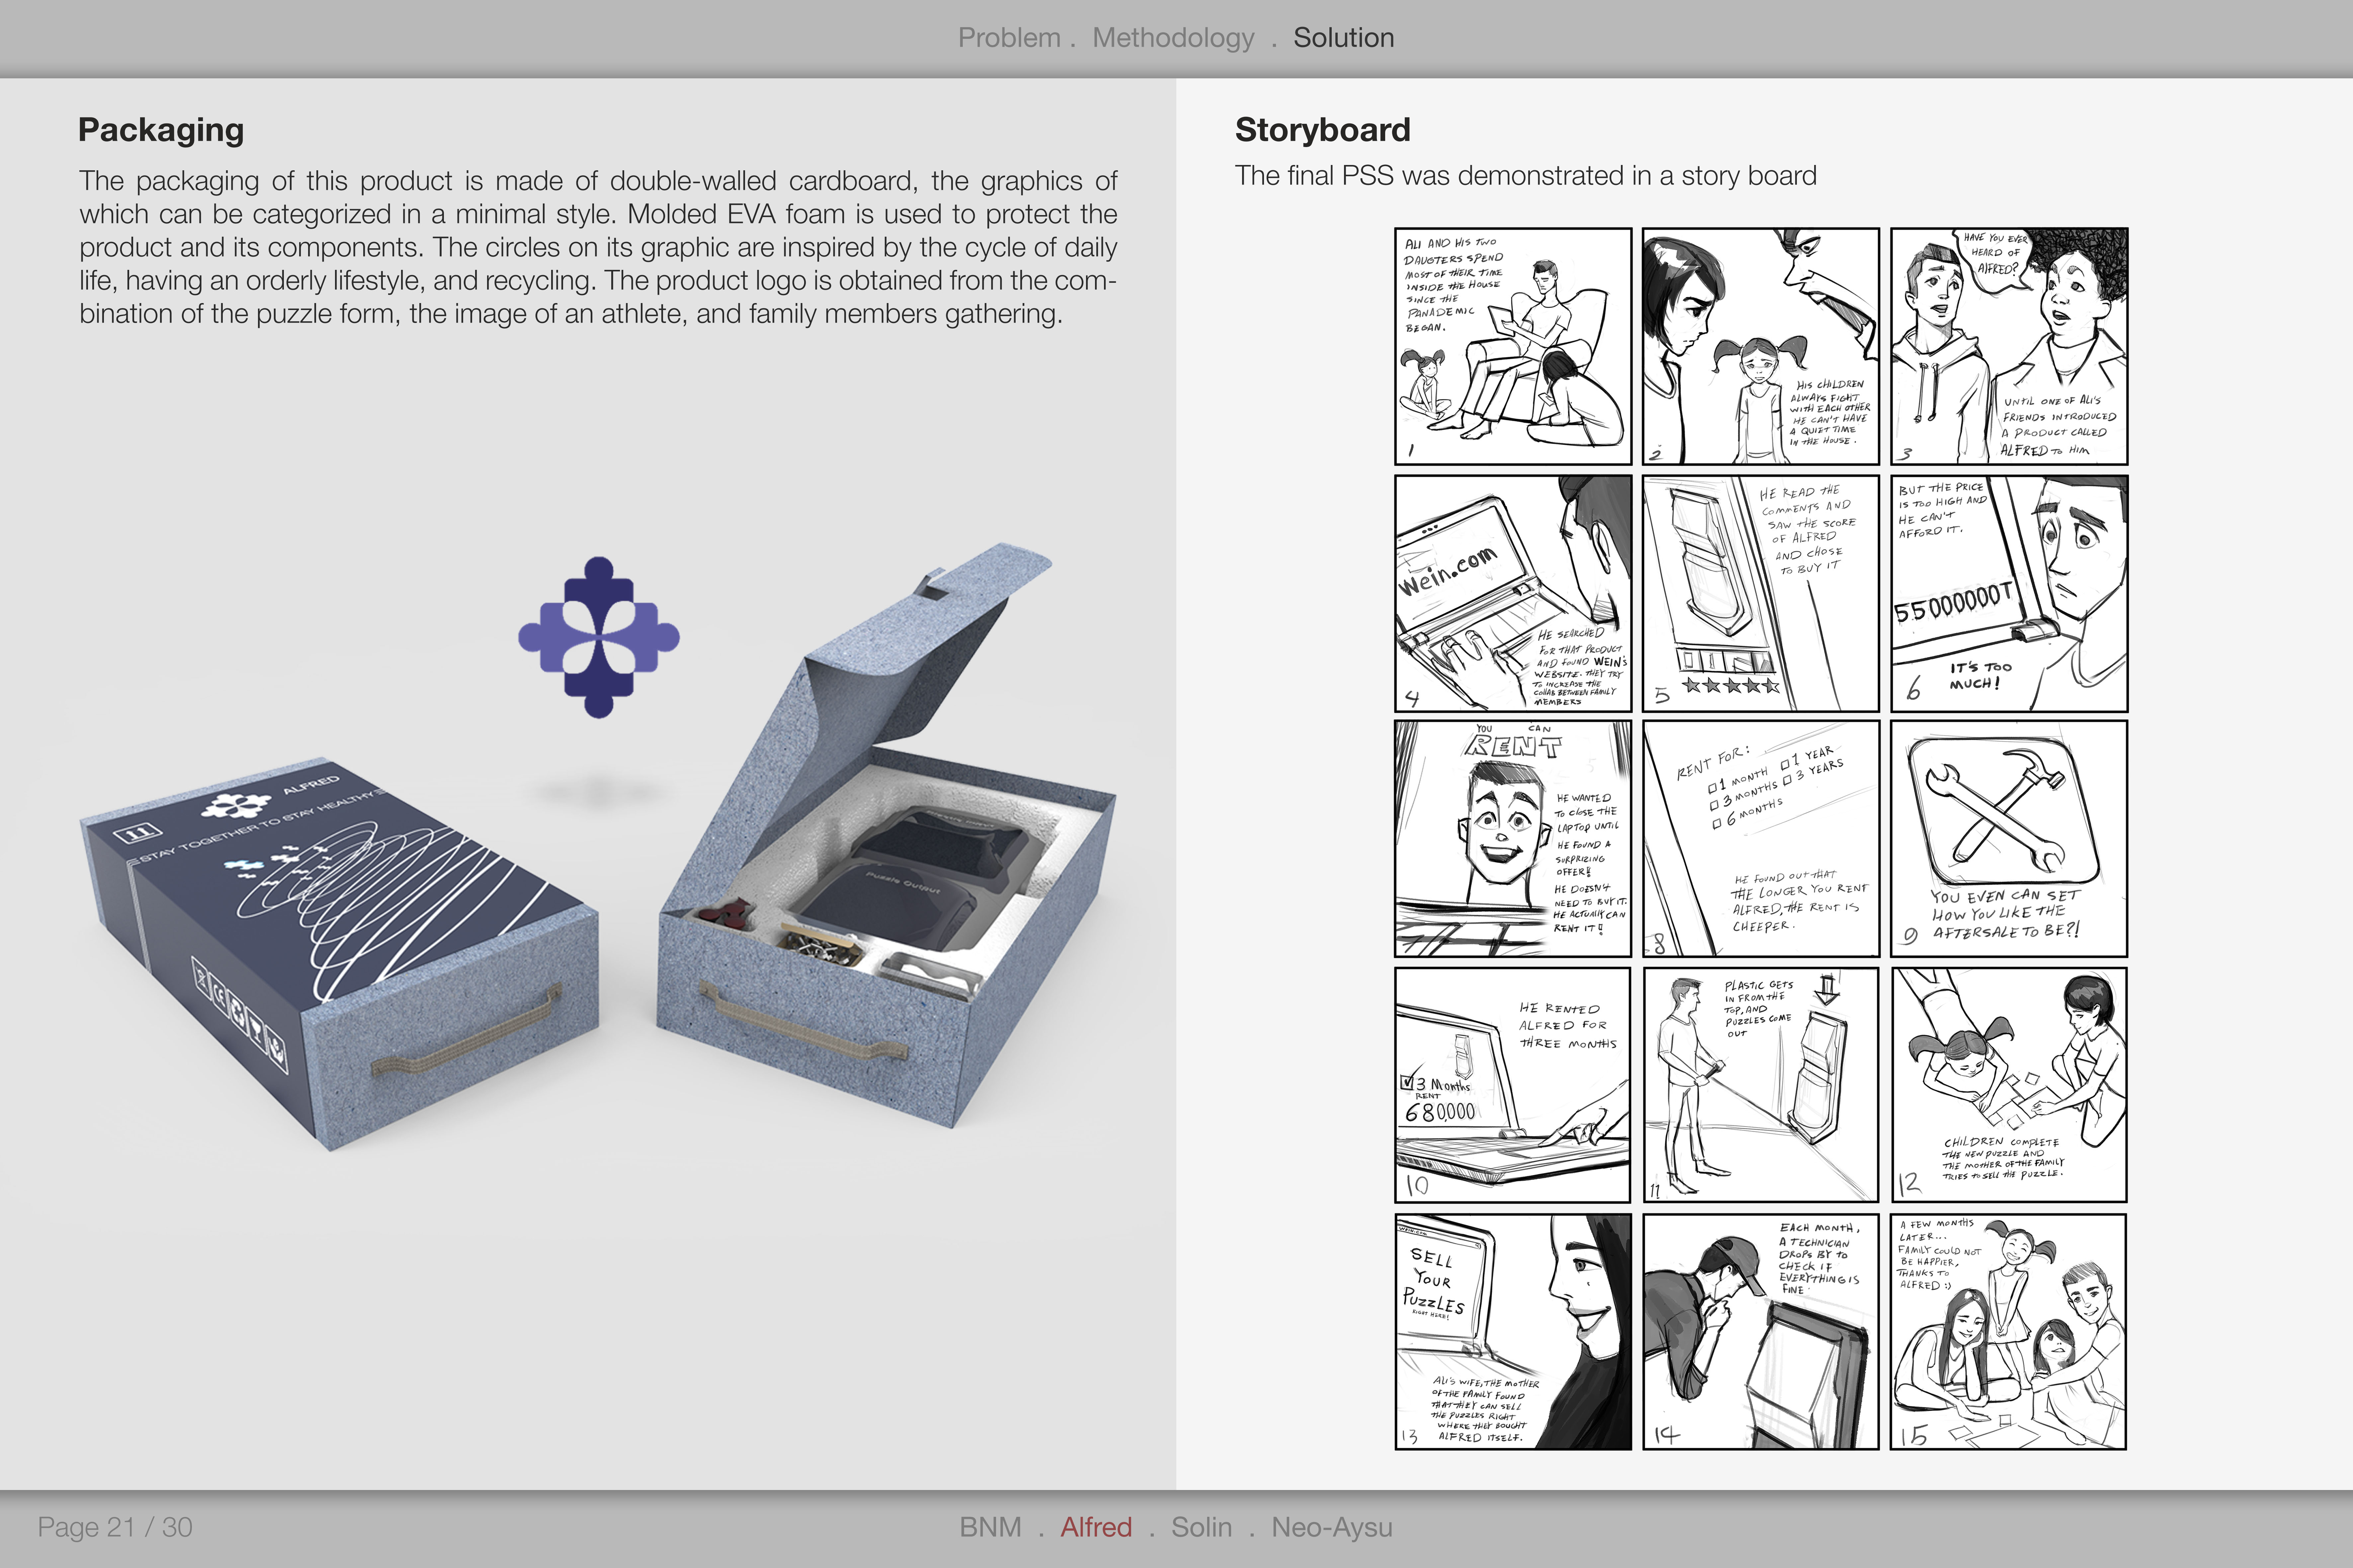 Problem . Methodology . Solution
Packaging
The packaging of this product is made of double-walled cardboard, the graphics of
which can be categorized in a minimal style. Molded EVA foam is used to protect the
product and its components. The circles on its graphic are inspired by the cycle of daily
life, having an orderly lifestyle, and recycling. The product logo is obtained from the com-
bination of the puzzle form, the image of an athlete, and family members gathering.
ALFRED
STAY TOGETHER TO STAY HEALTHY
Puzzle Output
Storyboard
The final PSS was demonstrated in a story board
ALI AND HIS TWO
DAUGTERS SPEND
MOST OF THEIR TIME
INSIDE THE HOUSE
SINCE THE
PANADEMIC
BEGAN.
1
HIS CHILDREN
ALWAYS FIGHT
WITH EACH OTHER
HE CAN'T HAVE
A QUIET TIME
IN THE HOUSE.
2
HAVE YOU EVER
HEARD OF
ALFRED?
UNTIL ONE OF ALI'S
FRIENDS INTRODUCED
A PRODUCT CALLED
ALFRED TO HIM
3
Wein.com
HE SEARCHED
FOR THAT PRODUCT
AND FOUND WEIN'S
WEBSITE. THEY TRY
TO INCREASE THE
COLLAB BETWEEN FAMILY
MEMBERS
4
HE READ THE
COMMENTS AND
SAW THE SCORE
OF ALFRED
AND CHOSE
TO BUY IT
5
BUT THE PRICE
IS TOO HIGH AND
HE CAN'T
AFFORD IT.
5500000T
IT'S TOO
MUCH!
6
YOU CAN
RENT
HE WANTED
TO CLOSE THE
LAPTOP UNTIL
HE FOUND A
SURPRIZING
OFFER!!
HE DOESN'T
NEED TO BUY IT.
HE ACTUALLY CAN
RENT IT!!
RENT FOR:
1 MONTH 1 YEAR
3 MONTHS 3 YEARS
6 MONTHS
HE FOUND OUT THAT
THE LONGER YOU RENT
ALFRED, THE RENT IS
CHEEPER.
8
YOU EVEN CAN SET
HOW YOU LIKE THE
AFTERSALE TO BE?!
9
HE RENTED
ALFRED FOR
THREE MONTHS
3 Months
RENT
680,000
10
PLASTIC GETS
IN FROM THE
TOP, AND
PUZZLES COME
OUT
11
CHILDREN COMPLETE
THE NEW PUZZLE AND
THE MOTHER OF THE FAMILY
TRIES TO SELL THE PUZZLE.
12
SELL
YOUR
PUZZLES
RIGHT HERE!
ALI'S WIFE, THE MOTHER
OF THE FAMILY FOUND
THAT THEY CAN SELL
THE PUZZLES RIGHT
WHERE THEY BOUGHT
ALFRED ITSELF.
13
EACH MONTH,
A TECHNICIAN
DROPS BY TO
CHECK IF
EVERYTHING IS
FINE.
14
A FEW MONTHS
LATER...
FAMILY COULD NOT
BE HAPPIER,
THANKS TO
ALFRED :)
15
Page 21 / 30
BNM . Alfred . Solin . Neo-Aysu